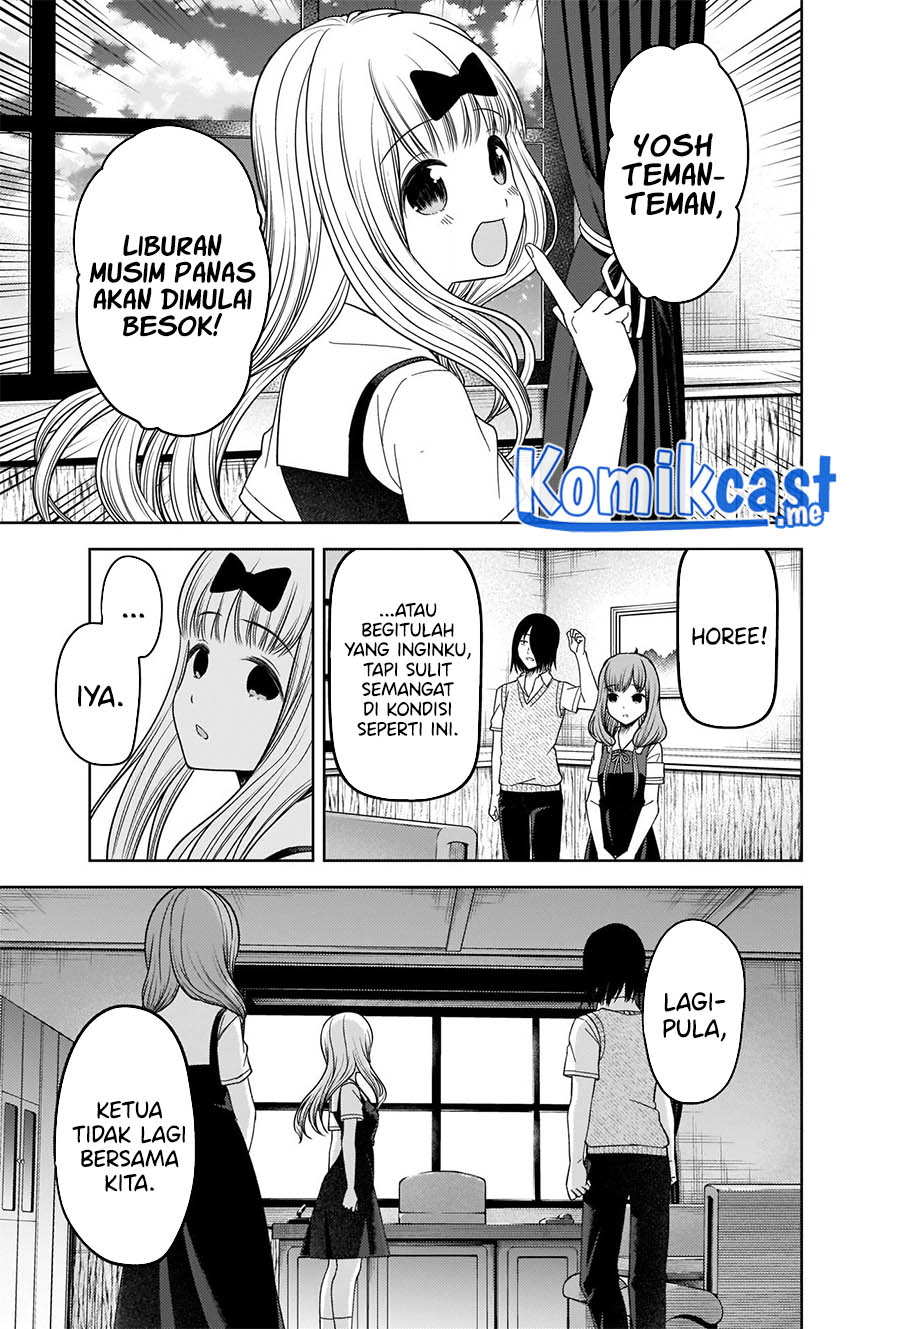 YOSH
TEMAN-
TEMAN,
LIBURAN
MUSIM PANAS
AKAN DIMULAI
BESOK!
Komikcast
.me
HOREE!
...ATAU
BEGITULAH
YANG INGINKU,
TAPI SULIT
SEMANGAT
DI KONDISI
SEPERTI INI.
...
IYA.
LAGI-
PULA,
KETUA
TIDAK LAGI
BERSAMA
KITA.